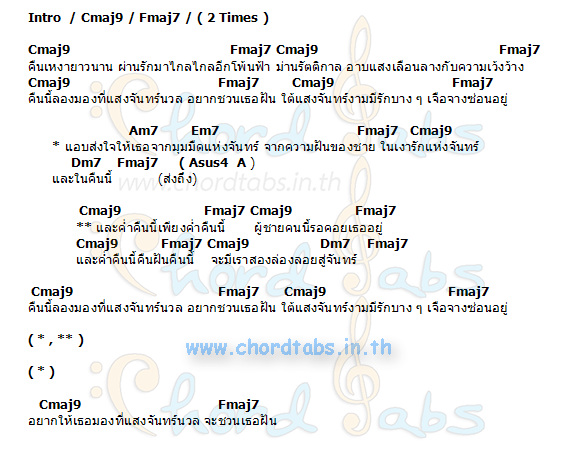 Intro / Cmaj9 / Fmaj7 / ( 2 Times )
Cmaj9 Fmaj7 Cmaj9 Fmaj7
คืนเหงายาวนาน ผ่านรักมาไกลไกลอีกโพ้นฟ้า ม่านรัตติกาล อาบแสงเลือนลางกับความเว้งว้าง
Cmaj9 Fmaj7 Cmaj9 Fmaj7
คืนนี้ลองมองที่แสงจันทร์นวล อยากชวนเธอฝัน ใต้แสงจันทร์งามมีรักบาง ๆ เจือจางซ่อนอยู่
Am7 Em7 Fmaj7 Cmaj9
* แอบส่งใจให้เธอจากมุมมืดแห่งจันทร์ จากความฝันของชาย ในเงารักแห่งจันทร์
Dm7 Fmaj7 ( Asus4 A )
และในคืนนี้ (ส่งถึง)
www.chordtabs.in.th
Cmaj9 Fmaj7 Cmaj9 Fmaj7
** และค่ำคืนนี้เพียงค่ำคืนนี้ ผู้ชายคนนี้รอคอยเธออยู่
Cmaj9 Fmaj7 Cmaj9 Dm7 Fmaj7
และค่ำคืนนี้คืนฝันคืนนี้ จะมีเราสองล่องลอยสู่จันทร์
Cmaj9 Fmaj7 Cmaj9 Fmaj7
คืนนี้ลองมองที่แสงจันทร์นวล อยากชวนเธอฝัน ใต้แสงจันทร์งามมีรักบาง ๆ เจือจางซ่อนอยู่
( * , ** )
www.chordtabs.in.th
( * )
Cmaj9 Fmaj7
อยากให้เธอมองที่แสงจันทร์นวล จะชวนเธอฝัน
Chord Tabs
Chord Tabs